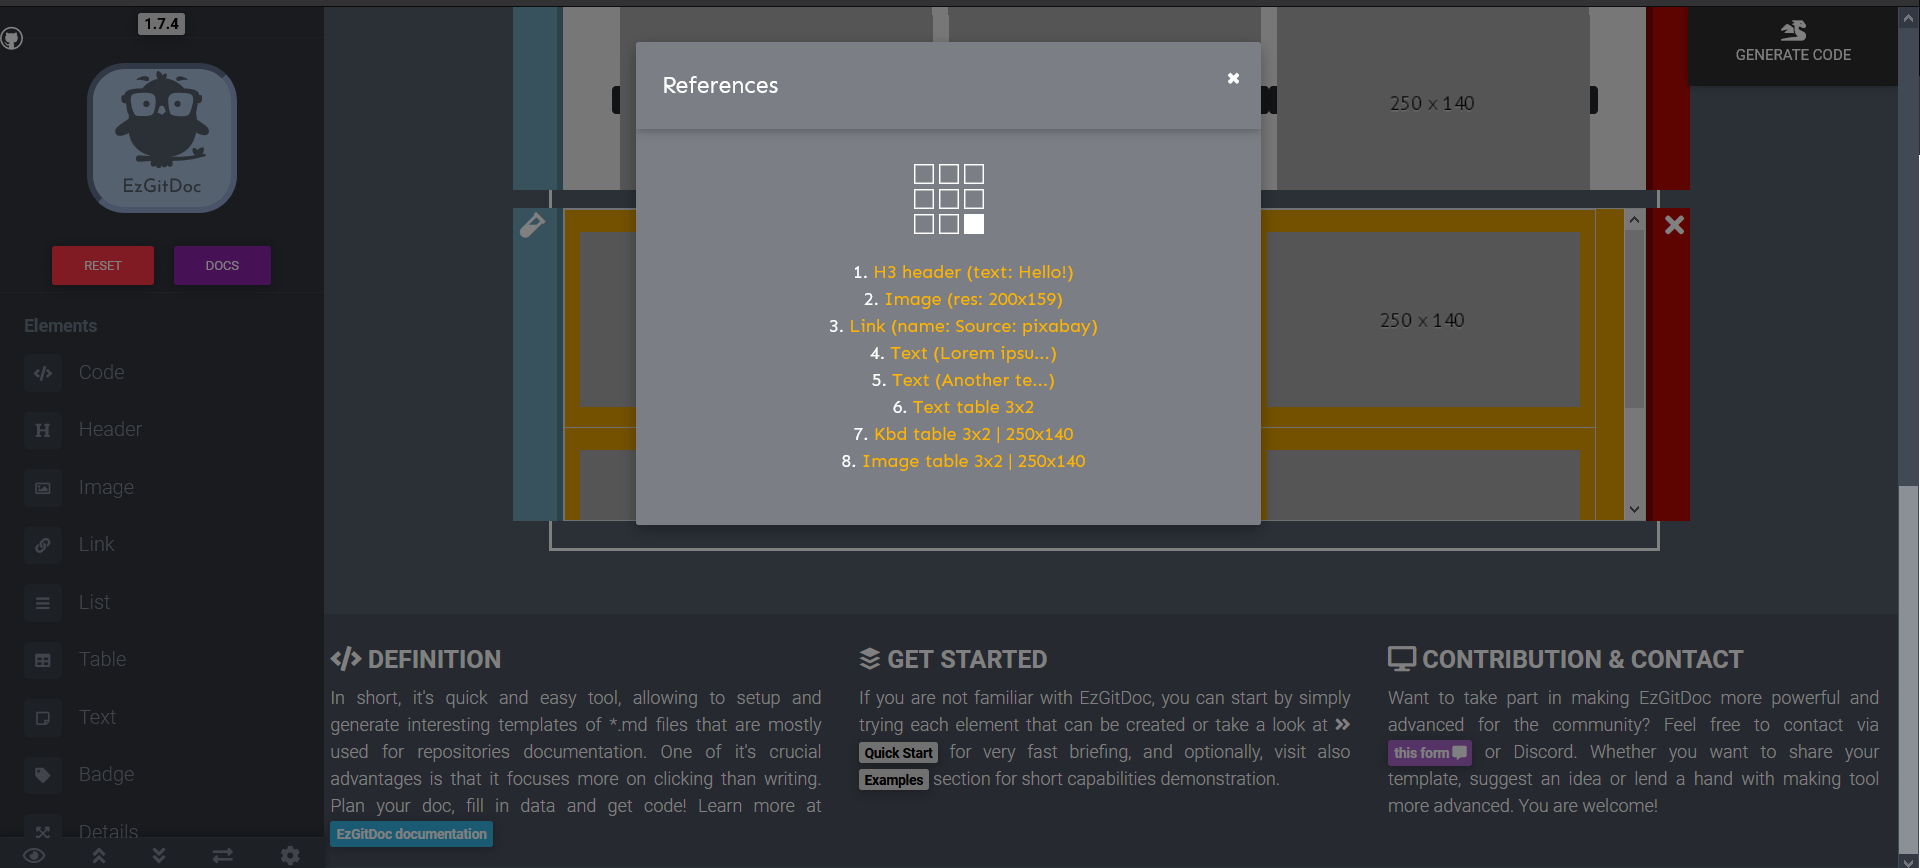 1.7.4
EzGitDoc
RESET
DOCS
Elements
Code
Header
Image
Link
List
Table
Text
Badge
Details
GENERATE CODE
250 x 140
250 x 140
References
1. H3 header (text: Hello!)
2. Image (res: 200x159)
3. Link (name: Source: pixabay)
4. Text (Lorem ipsu...)
5. Text (Another te...)
6. Text table 3x2
7. Kbd table 3x2 | 250x140
8. Image table 3x2 | 250x140
DEFINITION
In short, it's quick and easy tool, allowing to setup and
generate interesting templates of *.md files that are mostly
used for repositories documentation. One of it's crucial
advantages is that it focuses more on clicking than writing.
Plan your doc, fill in data and get code! Learn more at
EzGitDoc documentation
GET STARTED
If you are not familiar with EzGitDoc, you can start by simply
trying each element that can be created or take a look at
Quick Start for very fast briefing, and optionally, visit also
Examples section for short capabilities demonstration.
CONTRIBUTION & CONTACT
Want to take part in making EzGitDoc more powerful and
advanced for the community? Feel free to contact via
this form or Discord. Whether you want to share your
template, suggest an idea or lend a hand with making tool
more advanced. You are welcome!